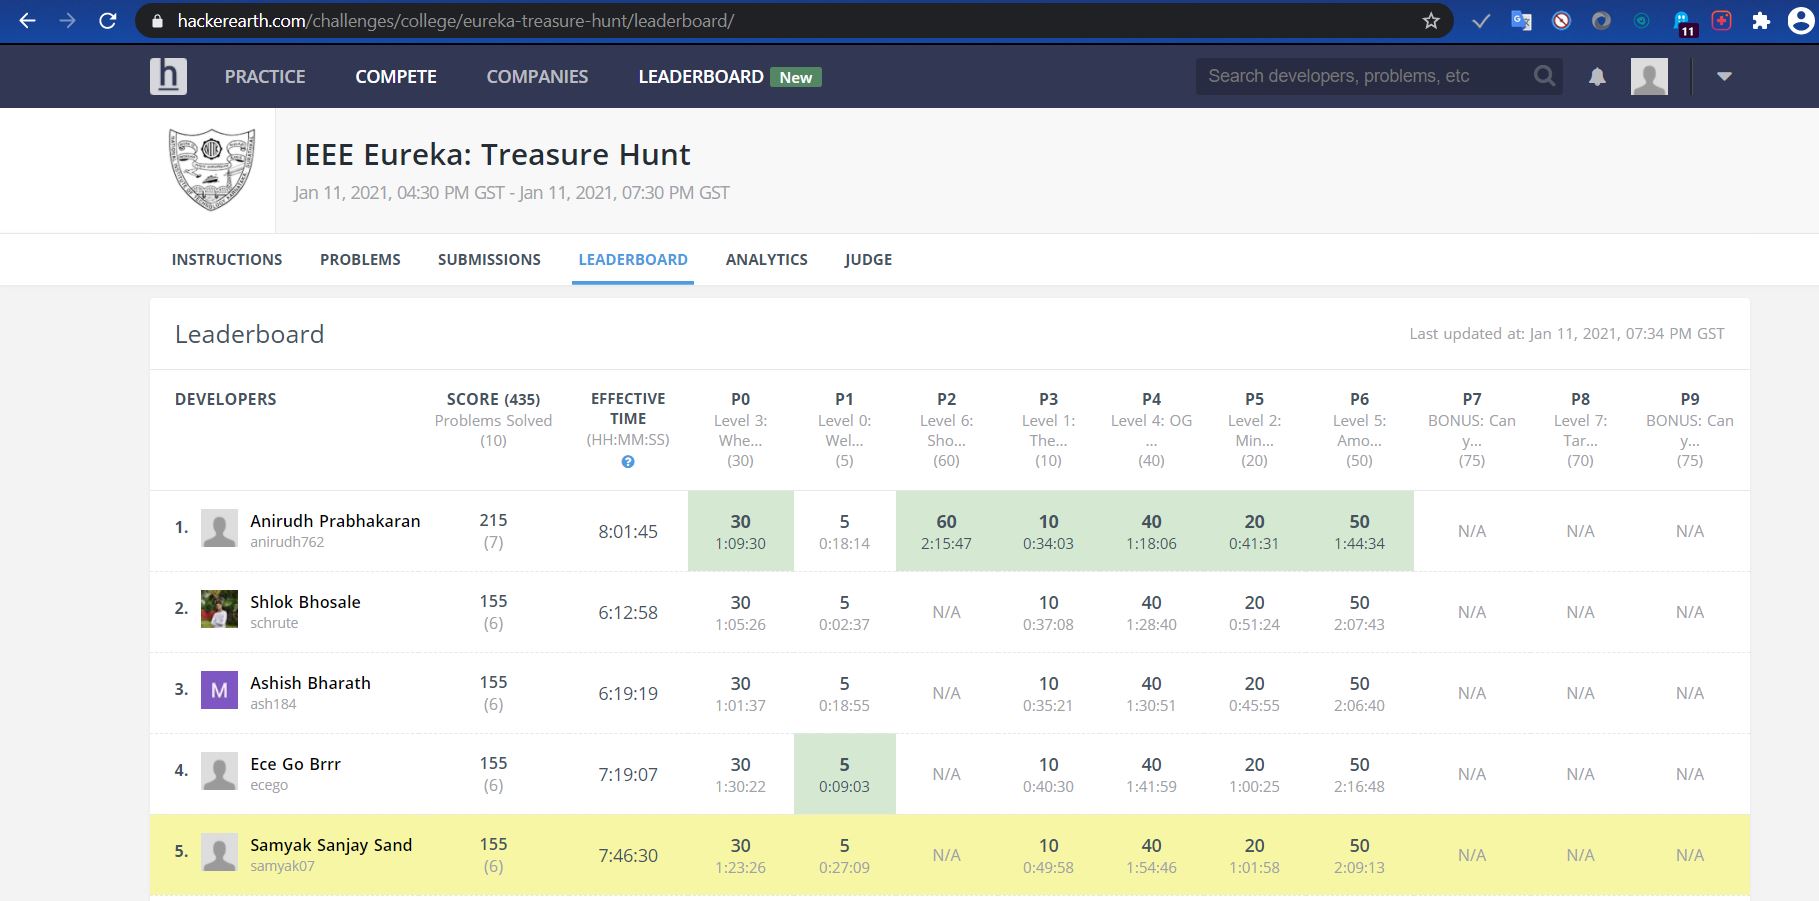 hackerearth.com/challenges/college/eureka-treasure-hunt/leaderboard/
11
h PRACTICE COMPETE COMPANIES LEADERBOARD New Search developers, problems, etc
IEEE Eureka: Treasure Hunt
Jan 11, 2021, 04:30 PM GST - Jan 11, 2021, 07:30 PM GST
INSTRUCTIONS PROBLEMS SUBMISSIONS LEADERBOARD ANALYTICS JUDGE
Leaderboard Last updated at: Jan 11, 2021, 07:34 PM GST
DEVELOPERS SCORE (435) EFFECTIVE P0 P1 P2 P3 P4 P5 P6 P7 P8 P9
Problems Solved TIME Level 3: Level 0: Level 6: Level 1: Level 4: OG Level 2: Level 5: BONUS: Can Level 7: BONUS: Can
(10) (HH:MM:SS) Whe... Wel... Sho... The... ... Min... Amo... y... Tar... y...
? (30) (5) (60) (10) (40) (20) (50) (75) (70) (75)
1. Anirudh Prabhakaran 215 8:01:45 30 5 60 10 40 20 50 N/A N/A N/A
anirudh762 (7) 1:09:30 0:18:14 2:15:47 0:34:03 1:18:06 0:41:31 1:44:34
2. Shlok Bhosale 155 6:12:58 30 5 N/A 10 40 20 50 N/A N/A N/A
schrute (6) 1:05:26 0:02:37 0:37:08 1:28:40 0:51:24 2:07:43
3. M Ashish Bharath 155 6:19:19 30 5 N/A 10 40 20 50 N/A N/A N/A
ash184 (6) 1:01:37 0:18:55 0:35:21 1:30:51 0:45:55 2:06:40
4. Ece Go Brrr 155 7:19:07 30 5 N/A 10 40 20 50 N/A N/A N/A
ecego (6) 1:30:22 0:09:03 0:40:30 1:41:59 1:00:25 2:16:48
5. Samyak Sanjay Sand 155 7:46:30 30 5 N/A 10 40 20 50 N/A N/A N/A
samyak07 (6) 1:23:26 0:27:09 0:49:58 1:54:46 1:01:58 2:09:13